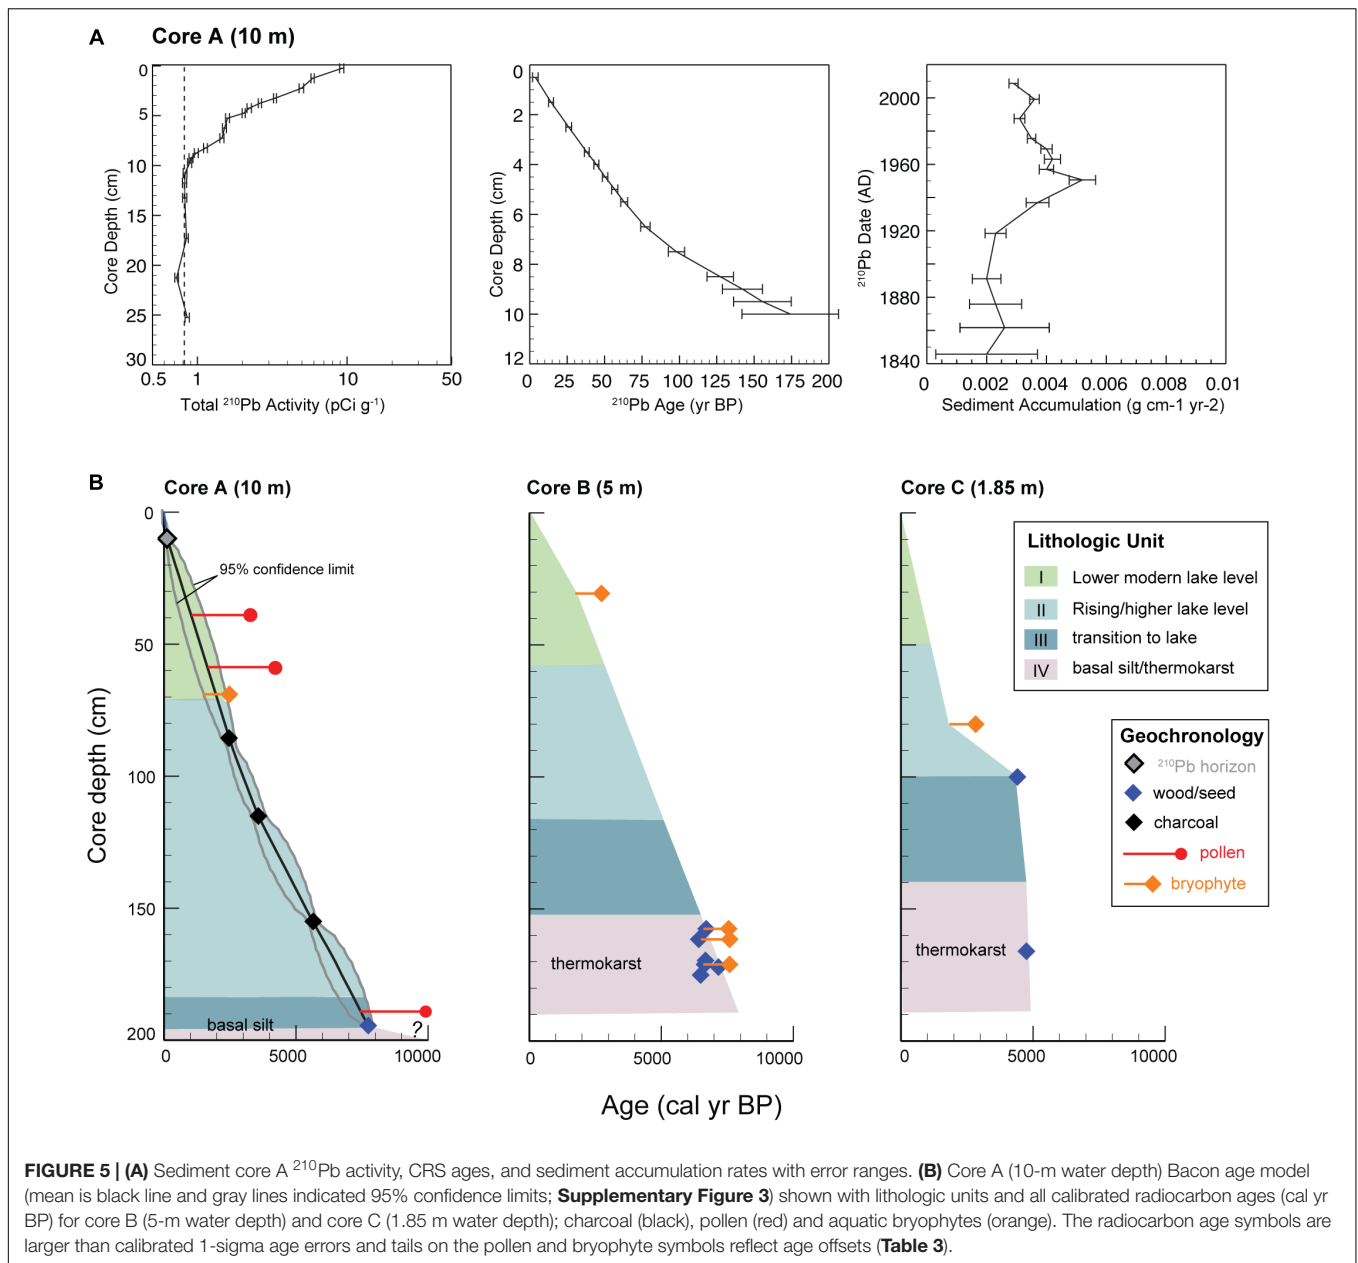 A
Core A (10 m)
0
5
10
15
20
25
30
Core Depth (cm)
0.5 1 10 50
Total ²¹⁰Pb Activity (pCi g⁻¹)
0
2
4
6
8
10
12
Core Depth (cm)
0 25 50 75 100 125 150 175 200
²¹⁰Pb Age (yr BP)
2000
1960
1920
1880
1840
²¹⁰Pb Date (AD)
0 0.002 0.004 0.006 0.008 0.01
Sediment Accumulation (g cm-1 yr-2)
B
Core A (10 m)
0
50
100
150
200
Core depth (cm)
95% confidence limit
basal silt
?
0 5000 10000
Core B (5 m)
thermokarst
0 5000 10000
Core C (1.85 m)
thermokarst
0 5000 10000
Lithologic Unit
I Lower modern lake level
II Rising/higher lake level
III transition to lake
IV basal silt/thermokarst
Geochronology
²¹⁰Pb horizon
wood/seed
charcoal
pollen
bryophyte
Age (cal yr BP)
FIGURE 5 | (A) Sediment core A ²¹⁰Pb activity, CRS ages, and sediment accumulation rates with error ranges. (B) Core A (10-m water depth) Bacon age model
(mean is black line and gray lines indicated 95% confidence limits; Supplementary Figure 3) shown with lithologic units and all calibrated radiocarbon ages (cal yr
BP) for core B (5-m water depth) and core C (1.85 m water depth); charcoal (black), pollen (red) and aquatic bryophytes (orange). The radiocarbon age symbols are
larger than calibrated 1-sigma age errors and tails on the pollen and bryophyte symbols reflect age offsets (Table 3).